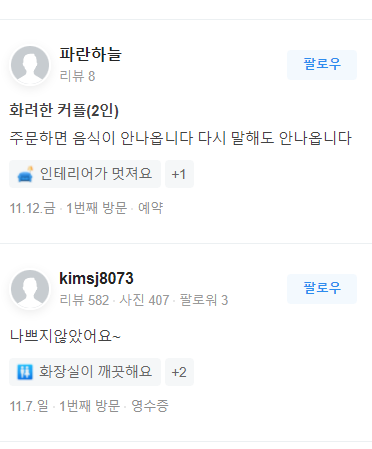 파란하늘
리뷰 8
팔로우
화려한 커플(2인)
주문하면 음식이 안나옵니다 다시 말해도 안나옵니다
인테리어가 멋져요 +1
11.12.금 · 1번째 방문 · 예약
kimsj8073
리뷰 582 · 사진 407 · 팔로워 3
팔로우
나쁘지않았어요~
화장실이 깨끗해요 +2
11.7.일 · 1번째 방문 · 영수증